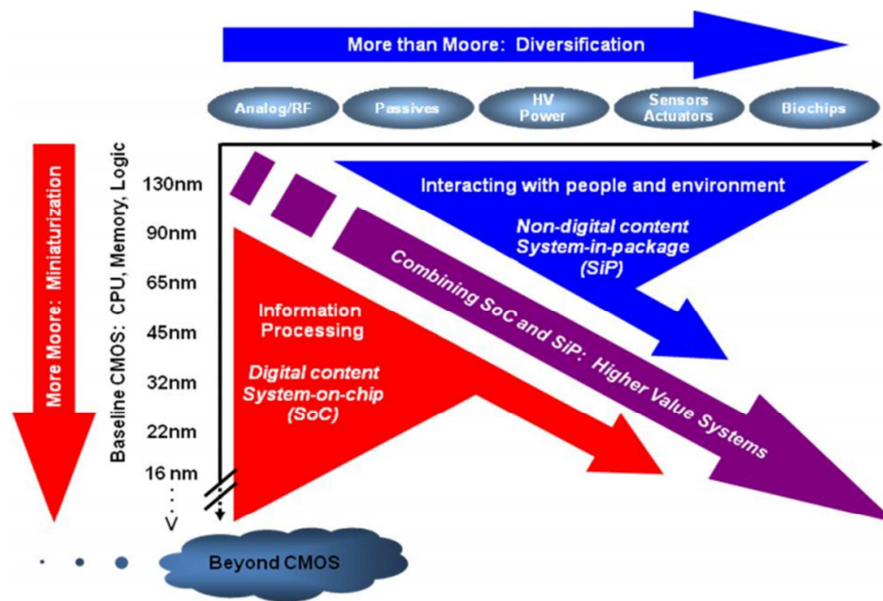 More than Moore: Diversification
Analog/RF
Passives
HV
Power
Sensors
Actuators
Biochips
More Moore: Miniaturization
Baseline CMOS: CPU, Memory, Logic
130nm
90nm
65nm
45nm
32nm
22nm
16 nm
Interacting with people and environment
Non-digital content
System-in-package
(SiP)
Combining SoC and SiP: Higher Value Systems
Information
Processing
Digital content
System-on-chip
(SoC)
Beyond CMOS